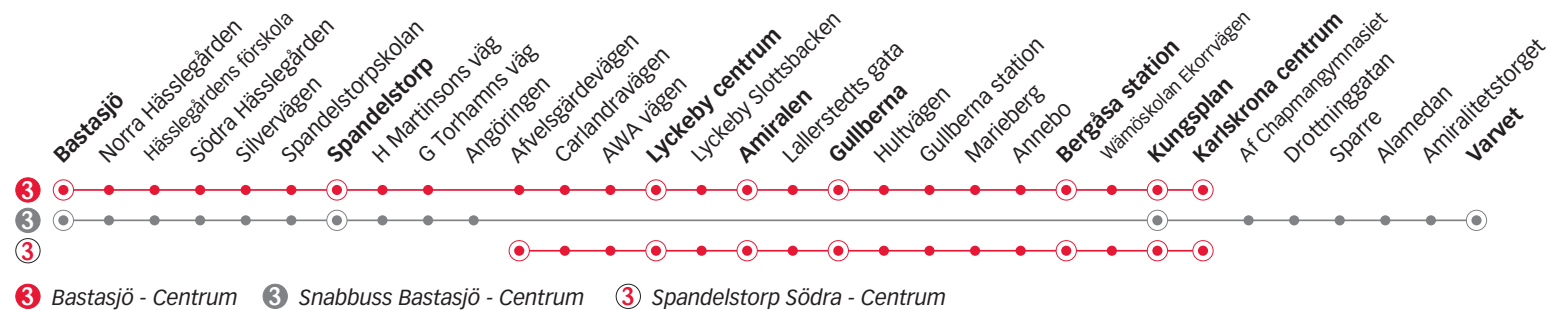 Bastasjö
Norra Hässlegården
Hässlegårdens förskola
Södra Hässlegården
Silvervägen
Spandelstorpskolan
Spandelstorp
H Martinsons väg
G Torhamns väg
Angöringen
Afvelsgärdevägen
Carlandravägen
AWA vägen
Lyckeby centrum
Lyckeby Slottsbacken
Amiralen
Lallerstedts gata
Gullberna
Hultvägen
Gullberna station
Marieberg
Annebo
Bergåsa station
Wämöskolan Ekorrvägen
Kungsplan
Karlskrona centrum
Af Chapmangymnasiet
Drottninggatan
Sparre
Alamedan
Amiralitetstorget
Varvet
3
3
3
3 Bastasjö - Centrum 3 Snabbuss Bastasjö - Centrum 3 Spandelstorp Södra - Centrum